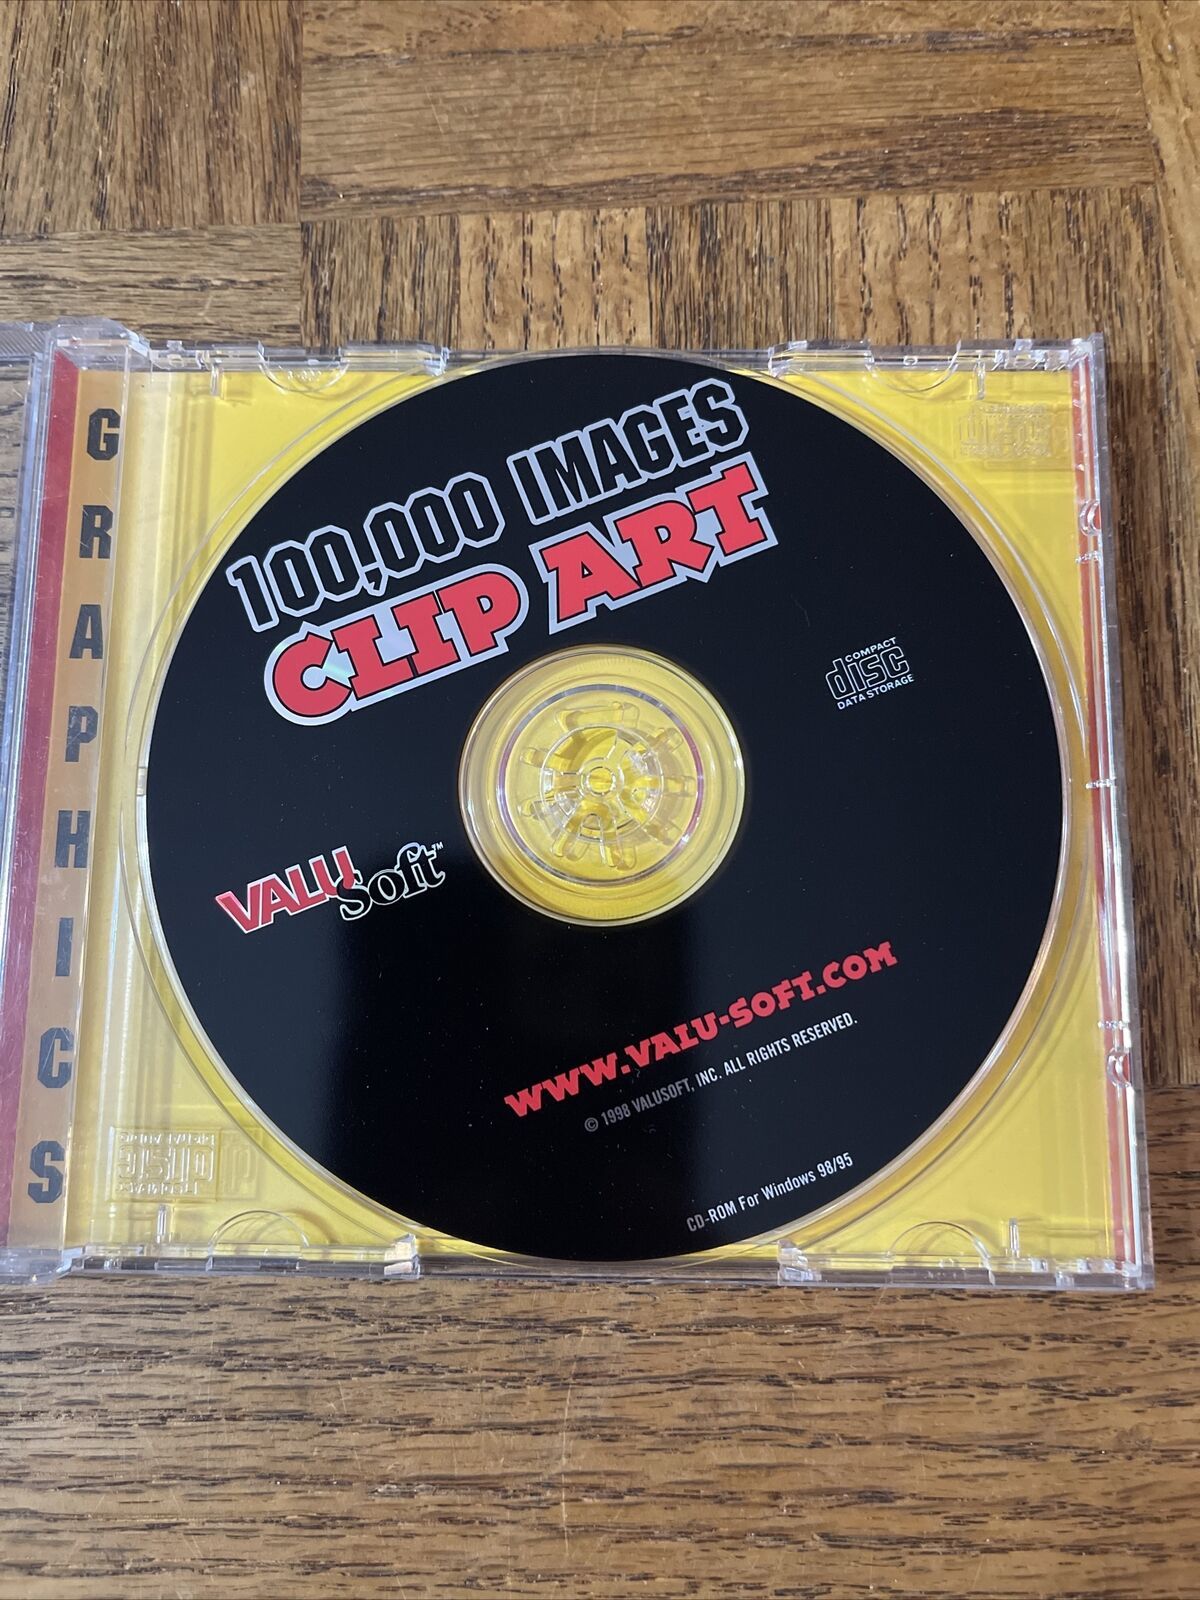 GRAPHICS
100,000 IMAGES
CLIP ART
COMPACT
disc
DATA STORAGE
VALUSoft™
WWW.VALU-SOFT.COM
© 1998 VALUSOFT, INC. ALL RIGHTS RESERVED.
CD-ROM For Windows 98/95